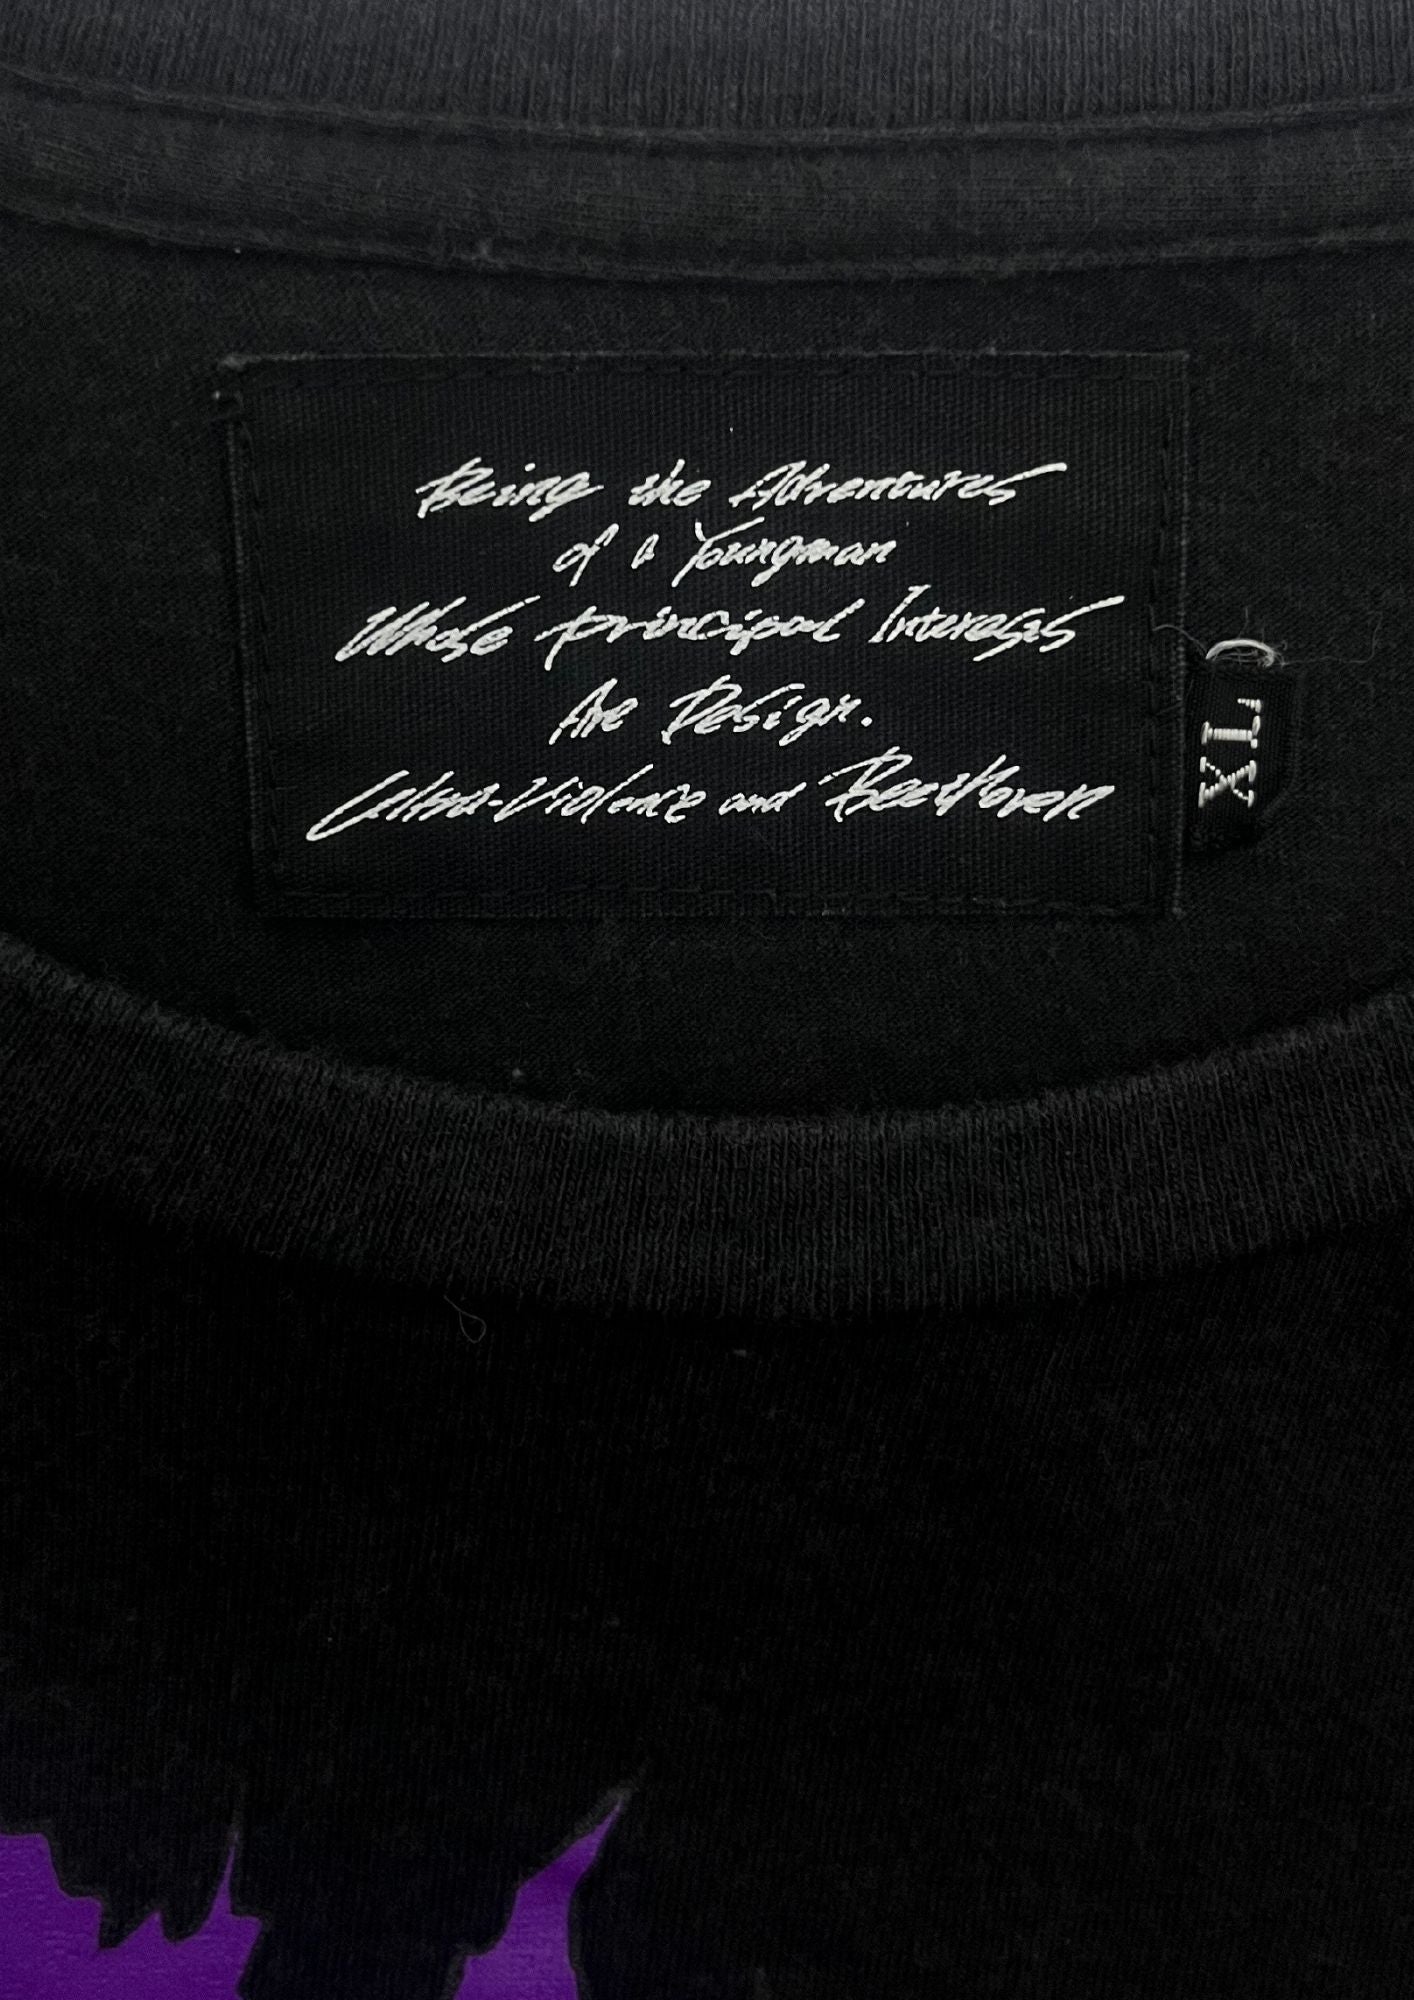 Being the Adventures
of a Youngman
Whose principal Interests
Are Design.
Ultra-Violence and Beethoven
XL